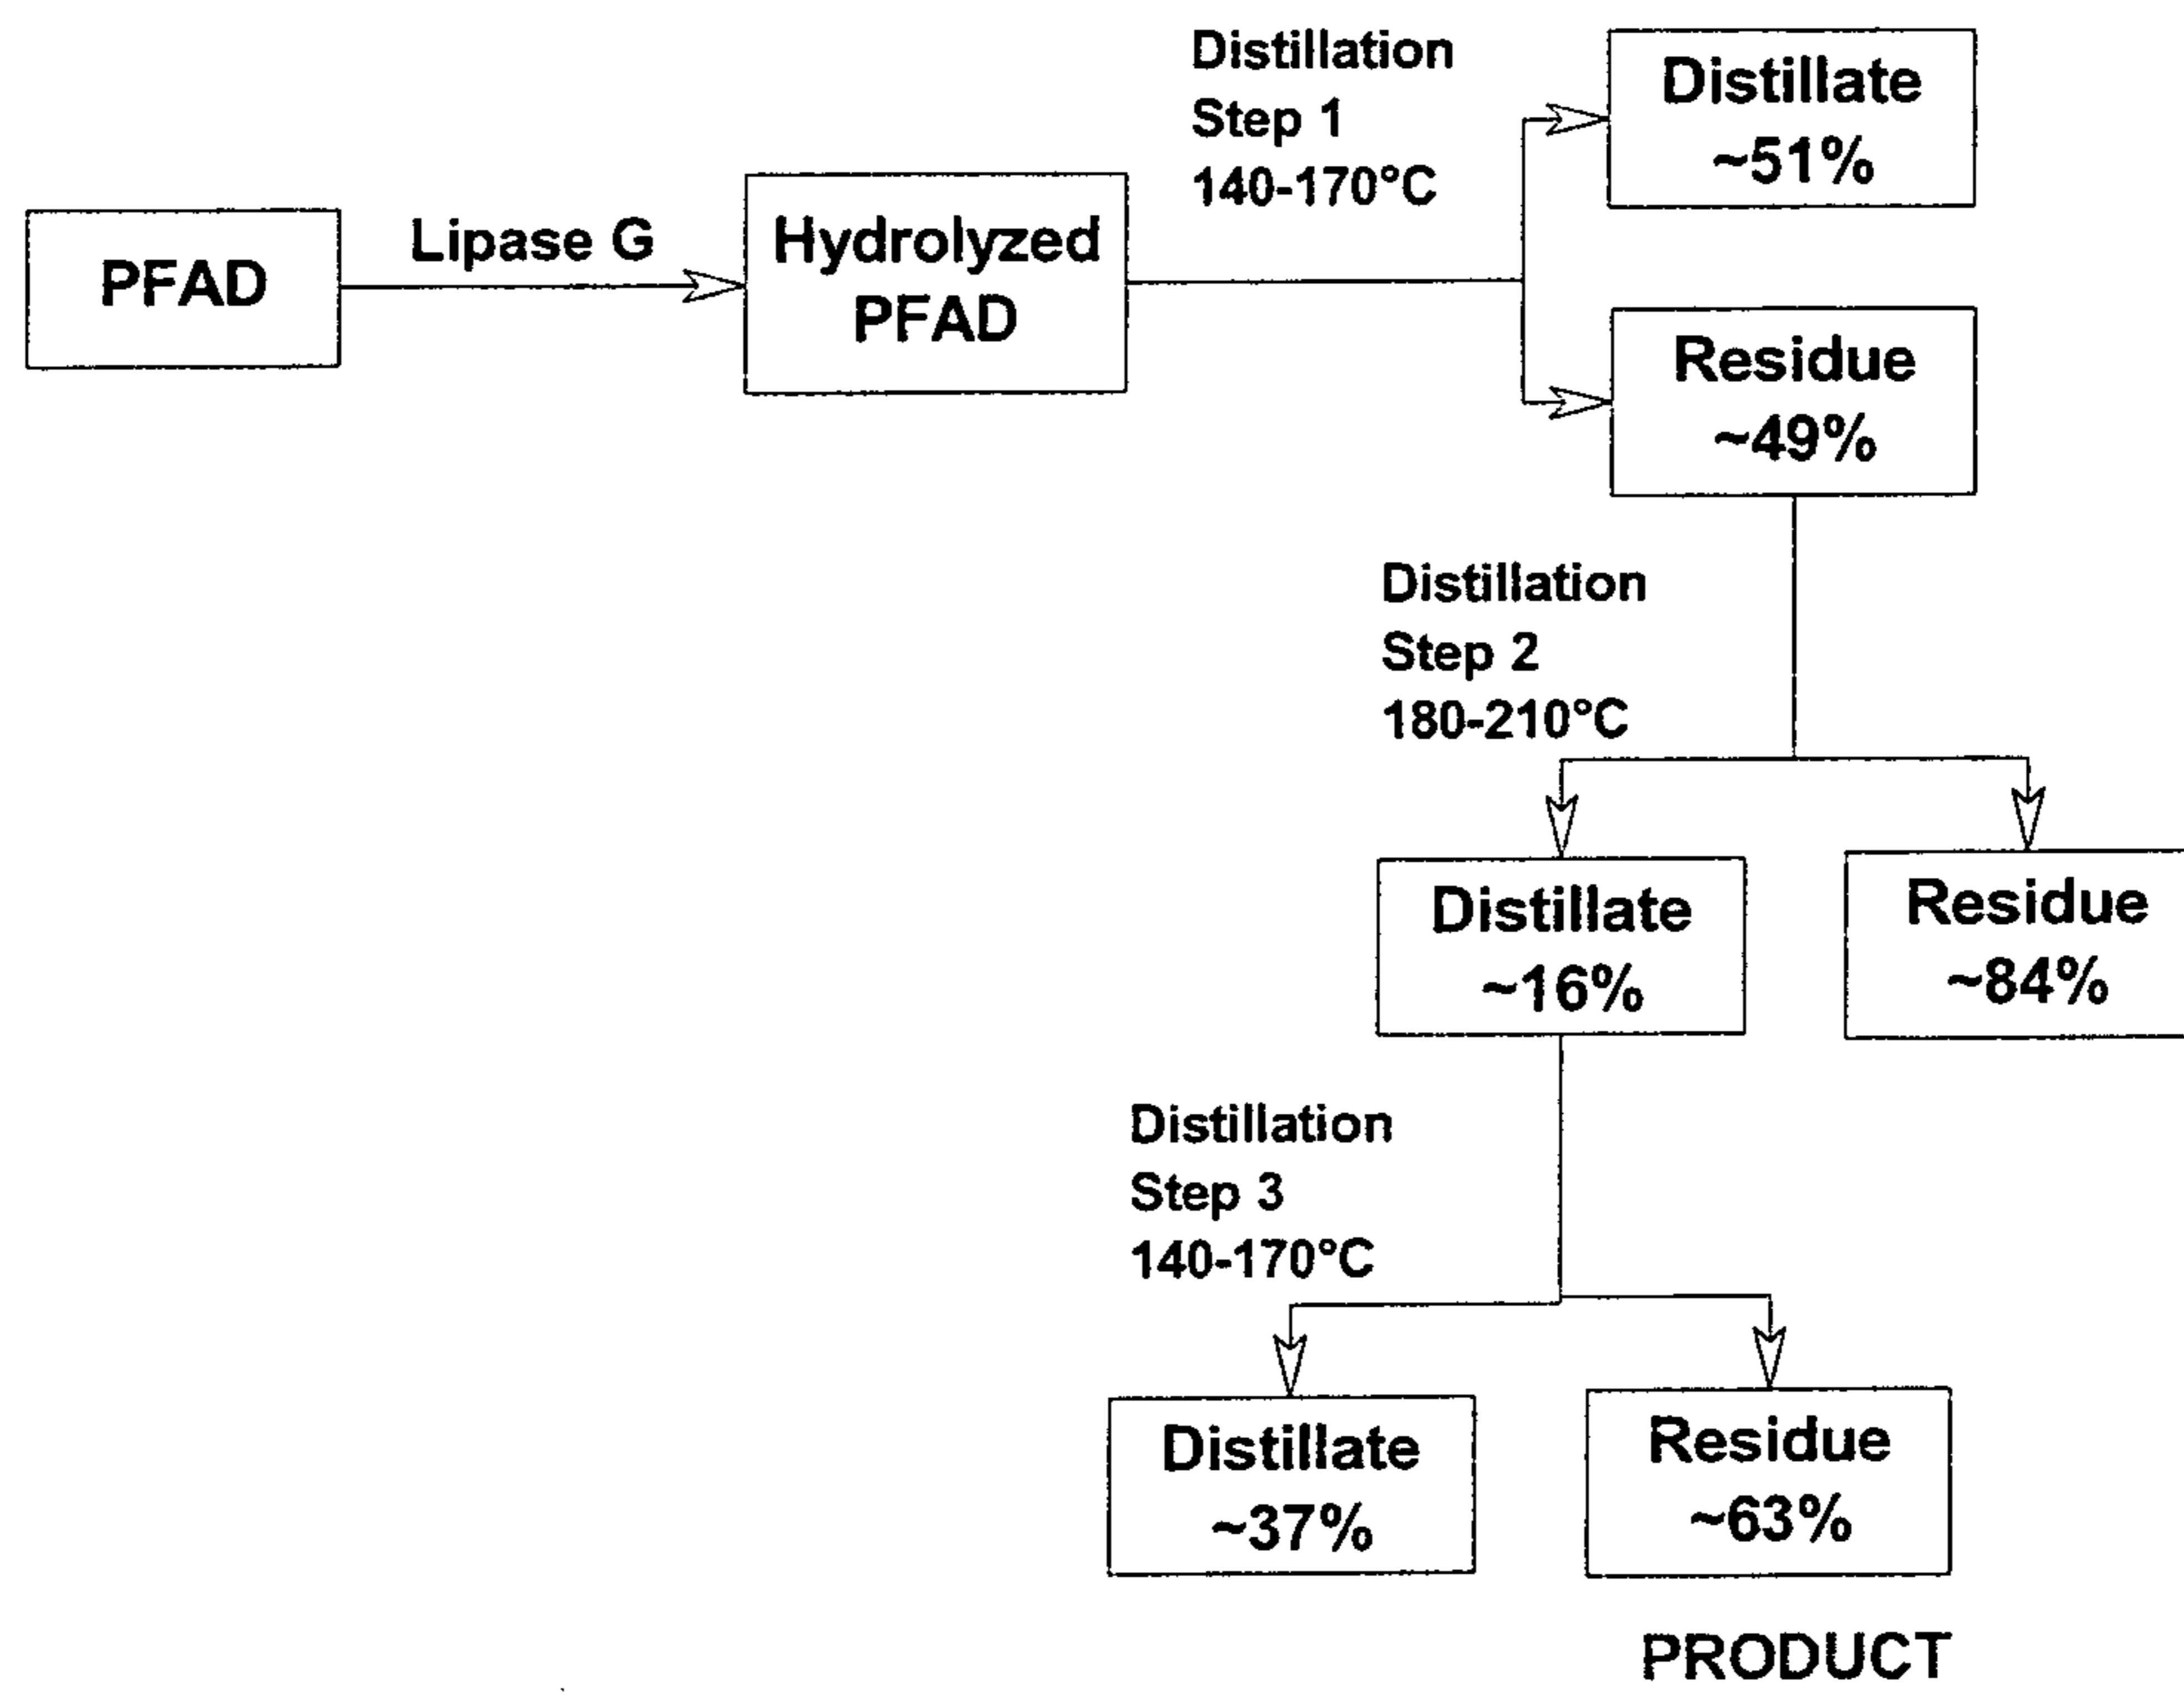 PFAD
Lipase G
Hydrolyzed
PFAD
Distillation
Step 1
140-170°C
Distillate
~51%
Residue
~49%
Distillation
Step 2
180-210°C
Distillate
~16%
Residue
~84%
Distillation
Step 3
140-170°C
Distillate
~37%
Residue
~63%
PRODUCT